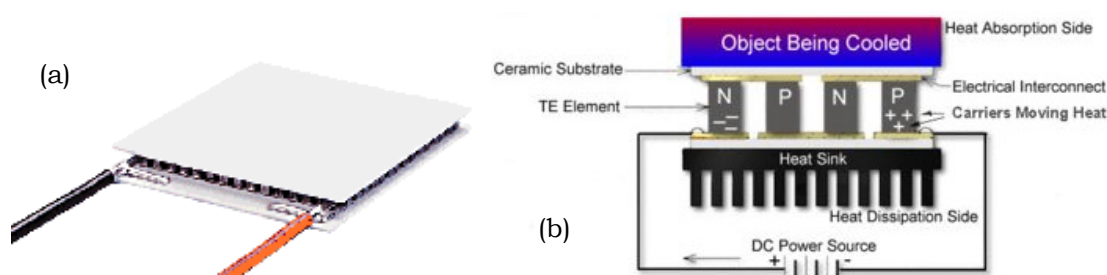 (a)
Object Being Cooled
Heat Absorption Side
Ceramic Substrate
Electrical Interconnect
N P N P
TE Element
Carriers Moving Heat
+ +
+
Heat Sink
Heat Dissipation Side
(b)
DC Power Source
+ -